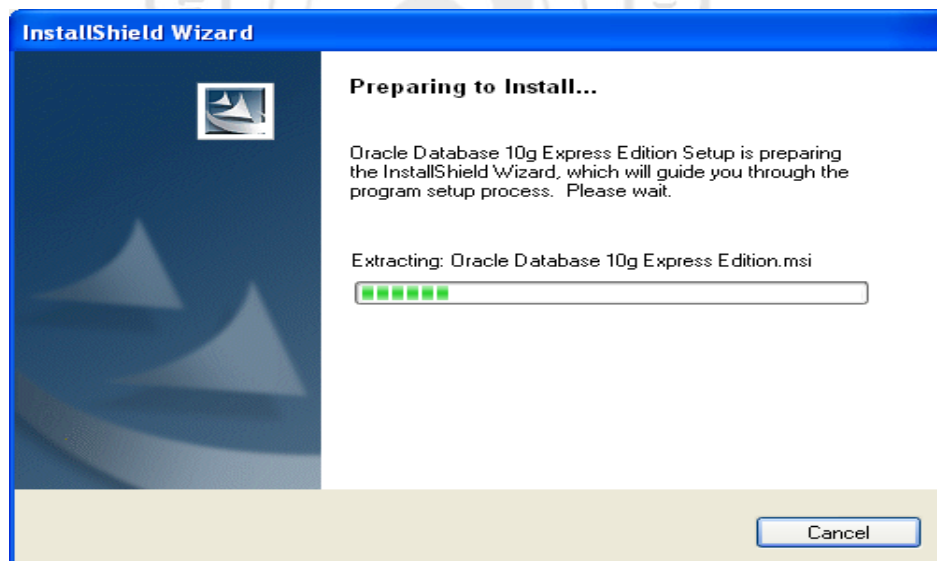 InstallShield Wizard
Preparing to Install...
Oracle Database 10g Express Edition Setup is preparing
the InstallShield Wizard, which will guide you through the
program setup process.  Please wait.
Extracting: Oracle Database 10g Express Edition.msi
Cancel